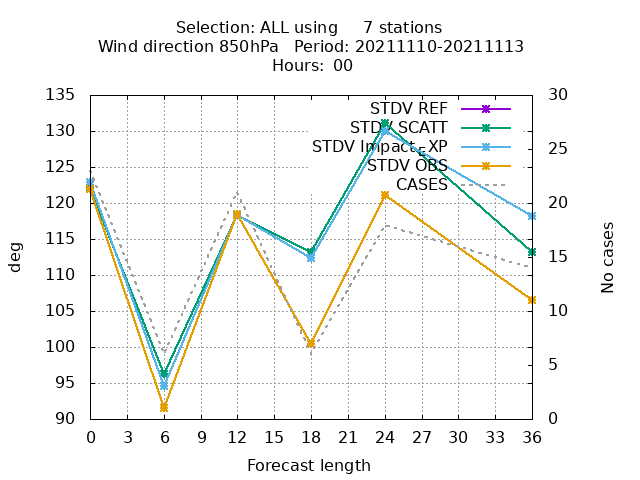 Selection: ALL using     7 stations
Wind direction 850hPa   Period: 20211110-20211113
Hours:  00
135
130
125
120
115
110
105
100
95
90
deg
30
25
20
15
10
5
0
No cases
STDV REF
STDV SCATT
STDV Impact-XP
STDV OBS
CASES
0 3 6 9 12 15 18 21 24 27 30 33 36
Forecast length